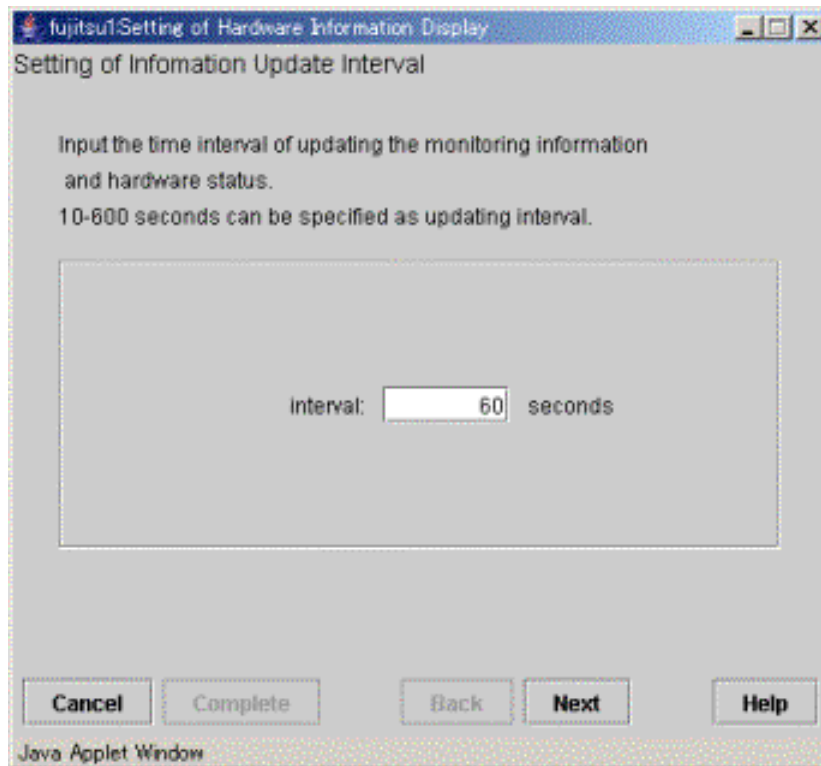 fujitsu1:Setting of Hardware Information Display
Setting of Infomation Update Interval
Input the time interval of updating the monitoring information
and hardware status.
10-600 seconds can be specified as updating interval.
interval: 60 seconds
Cancel Complete Back Next Help
Java Applet Window